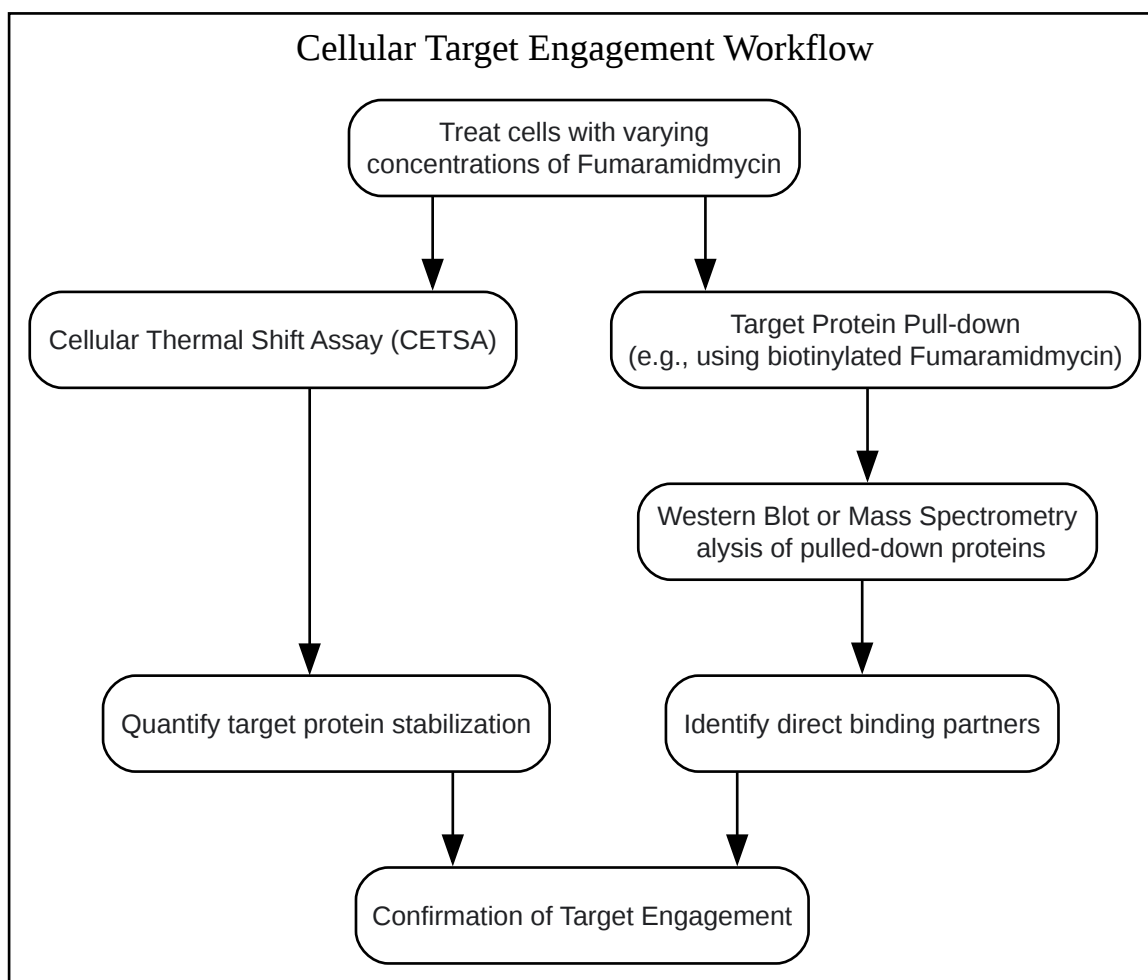 Cellular Target Engagement Workflow
Treat cells with varying
concentrations of Fumaramidmycin
Cellular Thermal Shift Assay (CETSA)
Target Protein Pull-down
(e.g., using biotinylated Fumaramidmycin)
Western Blot or Mass Spectrometry
alysis of pulled-down proteins
Quantify target protein stabilization
Identify direct binding partners
Confirmation of Target Engagement